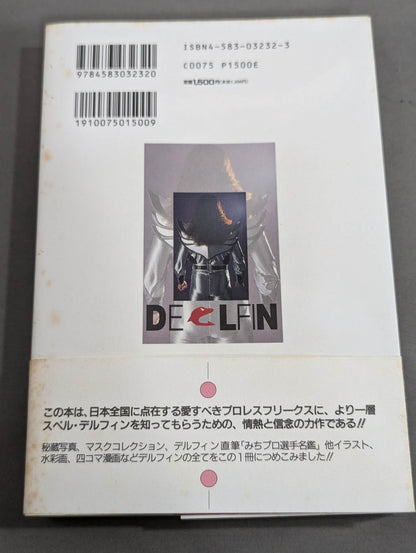 ISBN4-583-03232-3
9784583032320
C0075 P1500E
1910075015009
DELFIN
この本は、日本全国に点在する愛すべきプロレスフリークスに、より一層
スペル・デルフィンを知ってもらうための、情熱と信念の力作である!!
秘蔵写真、マスクコレクション、デルフィン直筆「みちプロ選手名鑑」他イラスト、
水彩画、四コマ漫画などデルフィンの全てをこの1冊につめこみました!!